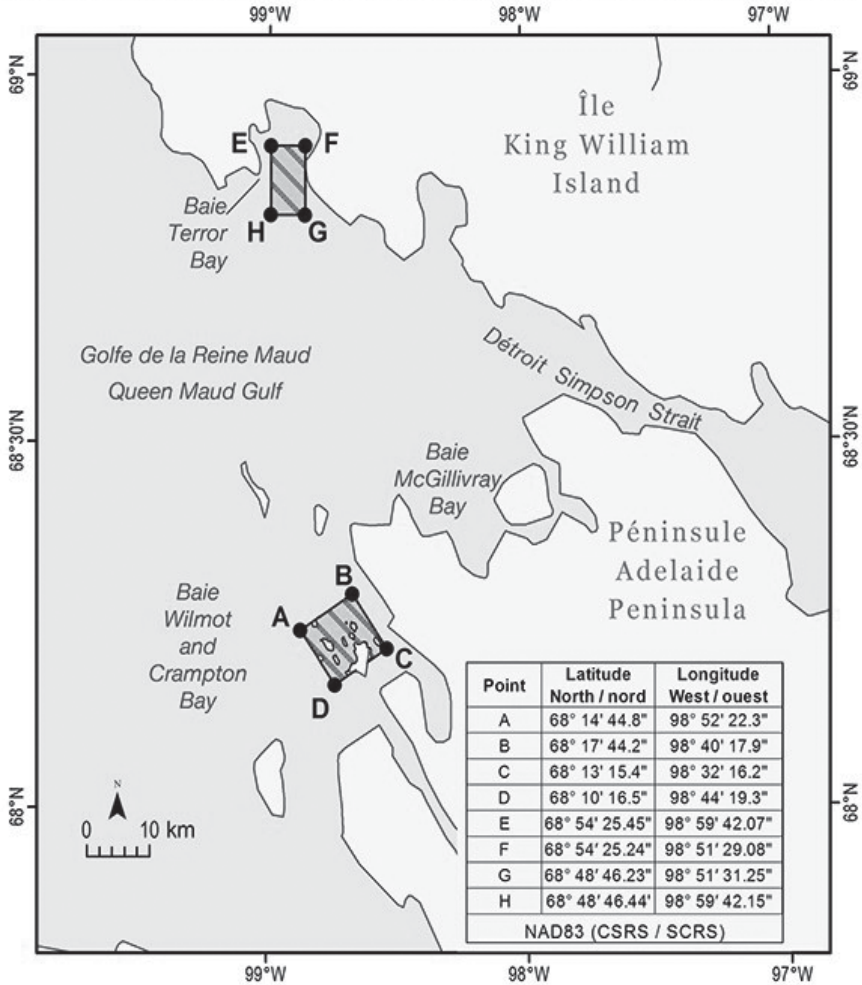 99°W 98°W 97°W
69°N 69°N
Île
King William
Island
E F
H G
Baie
Terror
Bay
Golfe de la Reine Maud
Queen Maud Gulf
Détroit Simpson Strait
68°30'N 68°30'N
Baie
McGillivray
Bay
Péninsule
Adelaide
Peninsula
B
A
C
D
Baie
Wilmot
and
Crampton
Bay
Point Latitude North / nord Longitude West / ouest
A 68° 14' 44.8" 98° 52' 22.3"
B 68° 17' 44.2" 98° 40' 17.9"
C 68° 13' 15.4" 98° 32' 16.2"
D 68° 10' 16.5" 98° 44' 19.3"
E 68° 54' 25.45" 98° 59' 42.07"
F 68° 54' 25.24" 98° 51' 29.08"
G 68° 48' 46.23" 98° 51' 31.25"
H 68° 48' 46.44' 98° 59' 42.15"
NAD83 (CSRS / SCRS)
68°N 68°N
N
0 10 km
99°W 98°W 97°W